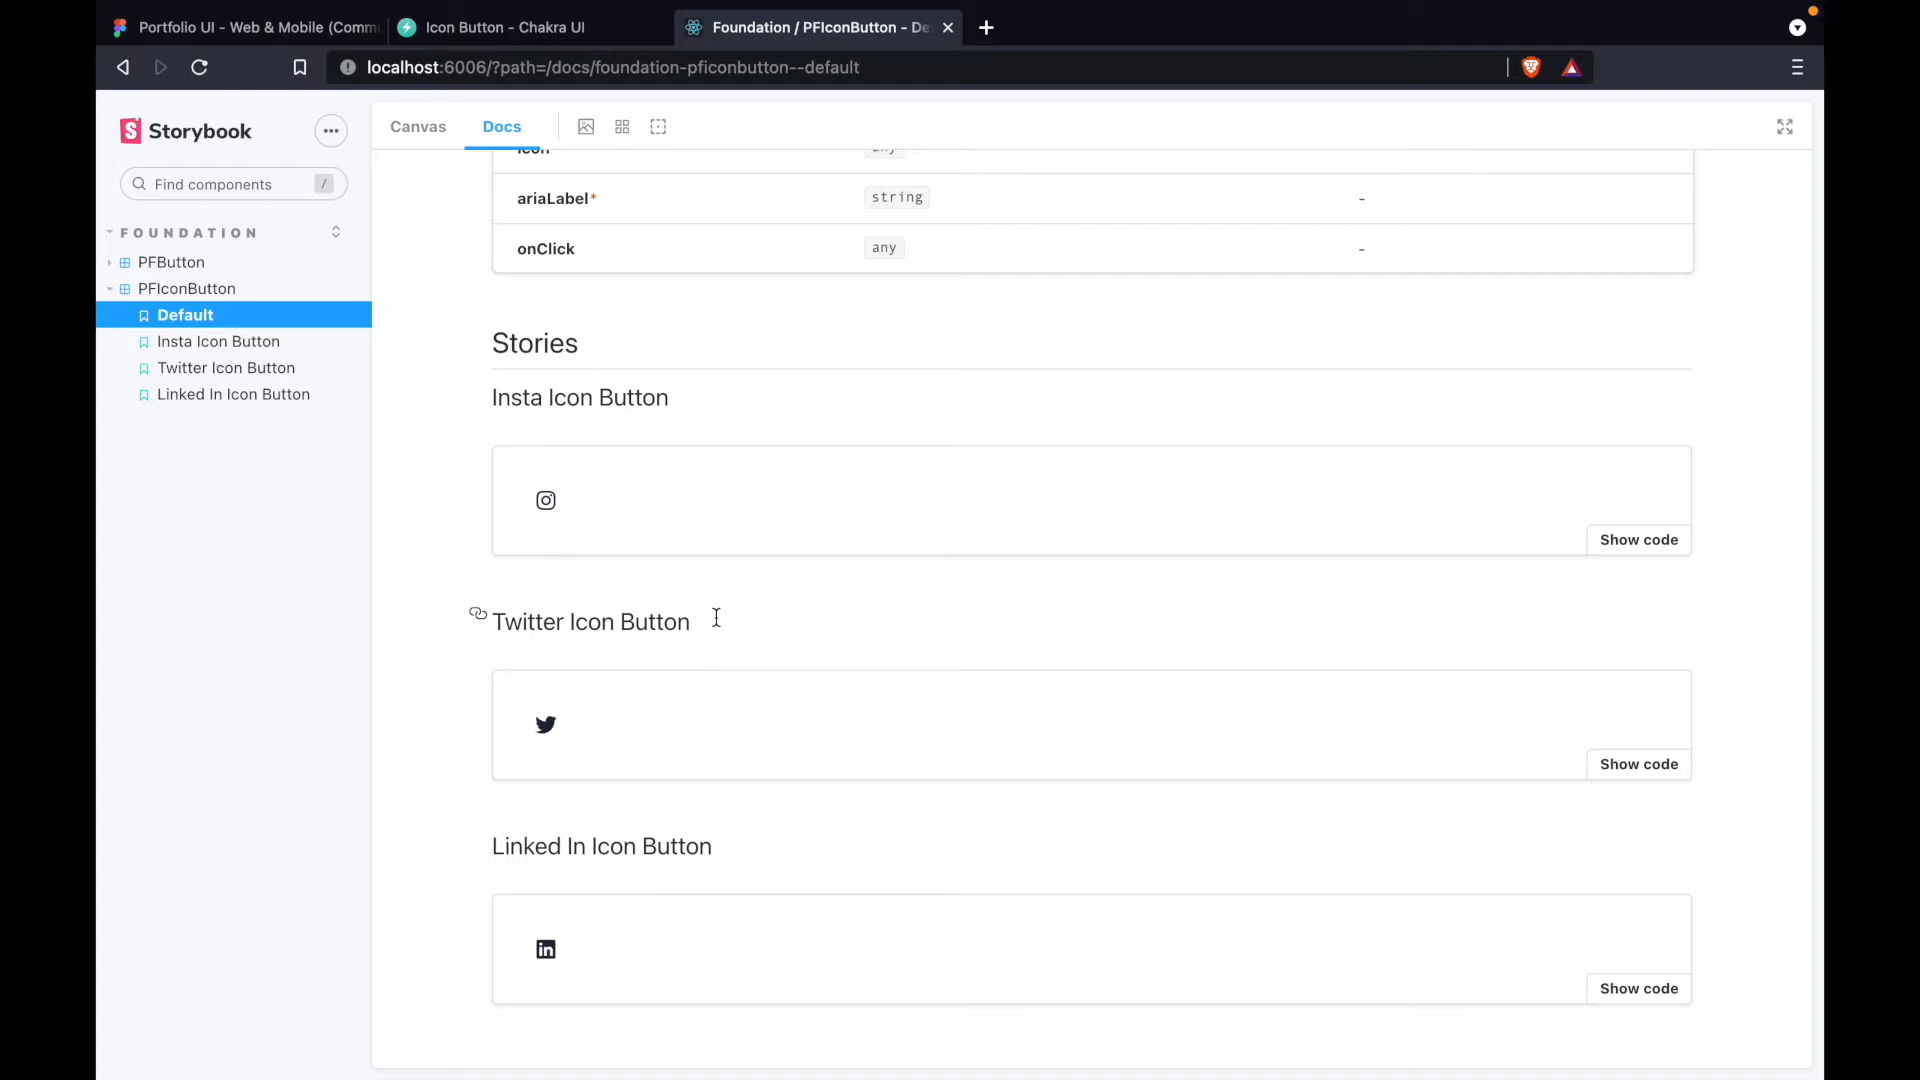 Portfolio UI - Web & Mobile (Comm
Icon Button - Chakra UI
Foundation / PFIconButton - De
localhost:6006/?path=/docs/foundation-pficonbutton--default
Storybook
Find components /
FOUNDATION
PFButton
PFIconButton
Default
Insta Icon Button
Twitter Icon Button
Linked In Icon Button
Canvas Docs
icon any
ariaLabel* string -
onClick any -
Stories
Insta Icon Button
Show code
Twitter Icon Button
Show code
Linked In Icon Button
in
Show code